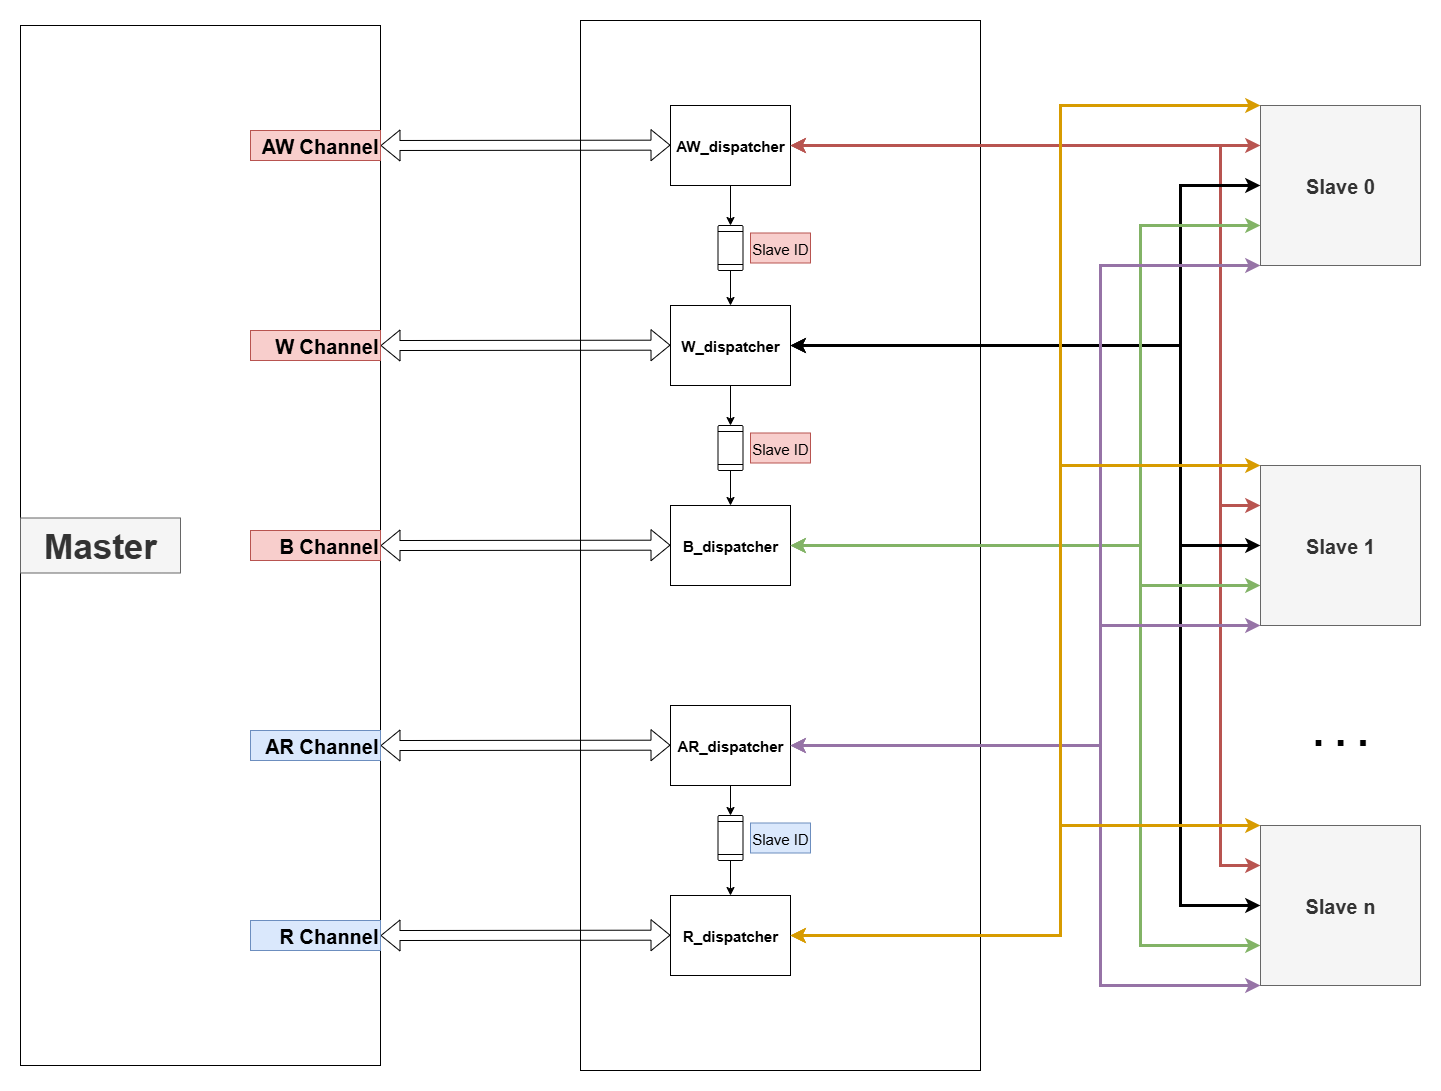 AW Channel
AW_dispatcher
Slave 0
Slave ID
W Channel
W_dispatcher
Slave ID
Master
B Channel
B_dispatcher
Slave 1
AR Channel
AR_dispatcher
. . .
Slave ID
Slave n
R Channel
R_dispatcher